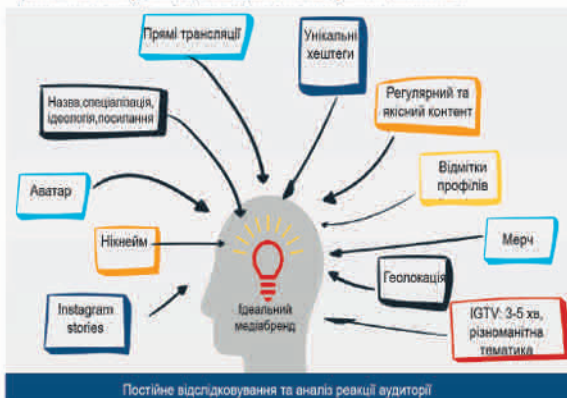 Прямі трансляції
Унікальні
хештеги
Назва,спеціалізація,
ідеологія,посилання
Регулярний та
якісний контент
Аватар
Відмітки
профілів
Нікнейм
Мерч
Геолокація
Instagram
stories
Ідеальний
медіабренд
IGTV: 3-5 хв,
різноманітна
тематика
Постійне відслідковування та аналіз реакції аудиторії